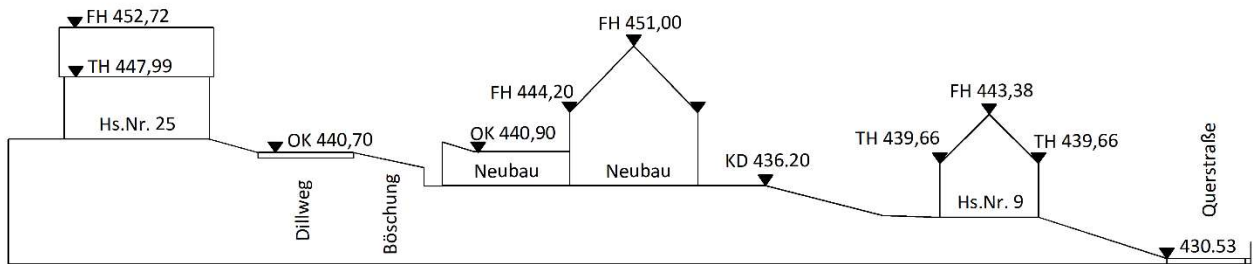 FH 452,72
TH 447,99
Hs.Nr. 25
OK 440,70
Dillweg
Böschung
FH 451,00
FH 444,20
OK 440,90
Neubau
Neubau
KD 436.20
FH 443,38
TH 439,66
TH 439,66
Hs.Nr. 9
Querstraße
430.53